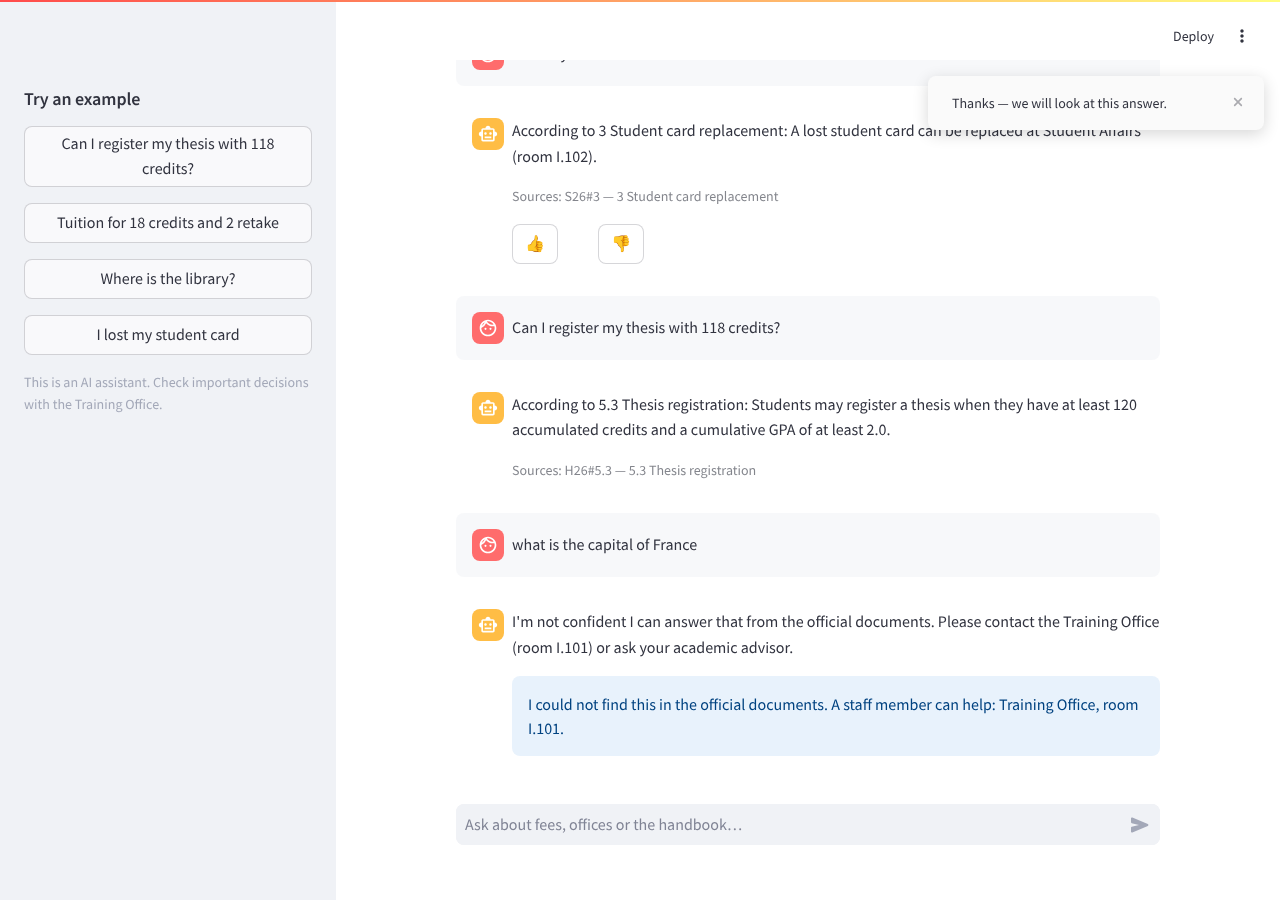 Deploy
Try an example
Can I register my thesis with 118
credits?
Tuition for 18 credits and 2 retake
Where is the library?
I lost my student card
This is an AI assistant. Check important decisions
with the Training Office.
Thanks — we will look at this answer.
According to 3 Student card replacement: A lost student card can be replaced at Student Affairs
(room I.102).
Sources: S26#3 — 3 Student card replacement
Can I register my thesis with 118 credits?
According to 5.3 Thesis registration: Students may register a thesis when they have at least 120
accumulated credits and a cumulative GPA of at least 2.0.
Sources: H26#5.3 — 5.3 Thesis registration
what is the capital of France
I'm not confident I can answer that from the official documents. Please contact the Training Office
(room I.101) or ask your academic advisor.
I could not find this in the official documents. A staff member can help: Training Office, room
I.101.
Ask about fees, offices or the handbook…